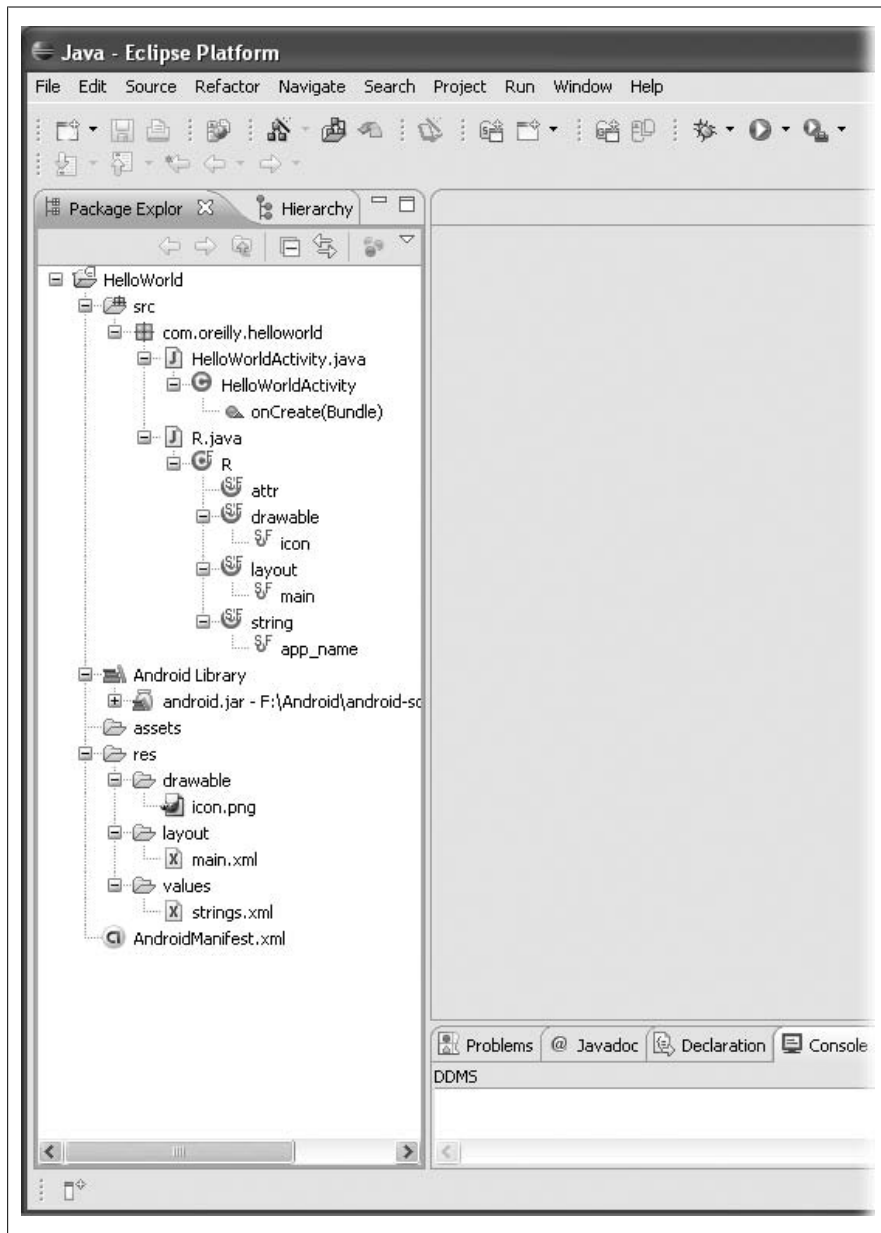 Java - Eclipse Platform
File Edit Source Refactor Navigate Search Project Run Window Help
Package Explor Hierarchy
HelloWorld
src
com.oreilly.helloworld
HelloWorldActivity.java
HelloWorldActivity
onCreate(Bundle)
R.java
R
attr
drawable
icon
layout
main
string
app_name
Android Library
android.jar - F:\Android\android-sc
assets
res
drawable
icon.png
layout
main.xml
values
strings.xml
AndroidManifest.xml
Problems @ Javadoc Declaration Console
DDMS